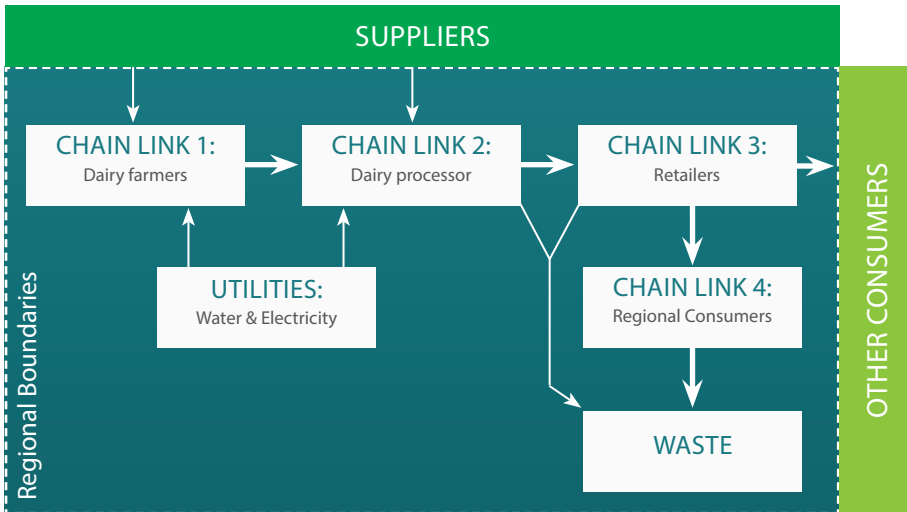 SUPPLIERS
CHAIN LINK 1:
Dairy farmers
CHAIN LINK 2:
Dairy processor
CHAIN LINK 3:
Retailers
UTILITIES:
Water & Electricity
CHAIN LINK 4:
Regional Consumers
WASTE
Regional Boundaries
OTHER CONSUMERS